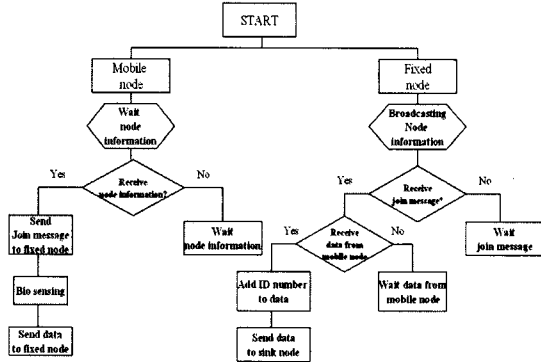 START
Mobile
node
Fixed
node
Wait
node
information
Broadcasting
Node
information
Yes
Receive
node information?
No
Receive
join message*
No
Send
Join message
to fixed node
Wait
node information
Yes
Receive
data from
mobile node
No
Wait
join message
Bio sensing
Add ID number
to data
Wait data from
mobile node
Send data
to fixed node
Send data
to sink node